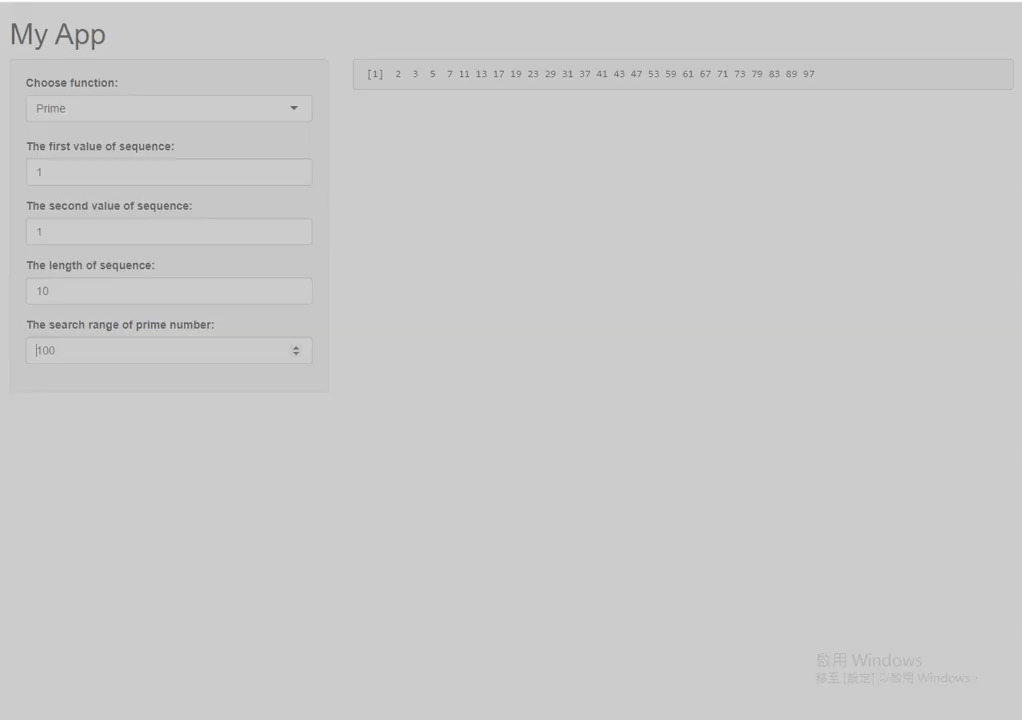 My App
Choose function:
Prime
The first value of sequence:
1
The second value of sequence:
1
The length of sequence:
10
The search range of prime number:
100
[1] 2 3 5 7 11 13 17 19 23 29 31 37 41 43 47 53 59 61 67 71 73 79 83 89 97
啟用 Windows
移至 [設定] 以啟用 Windows。